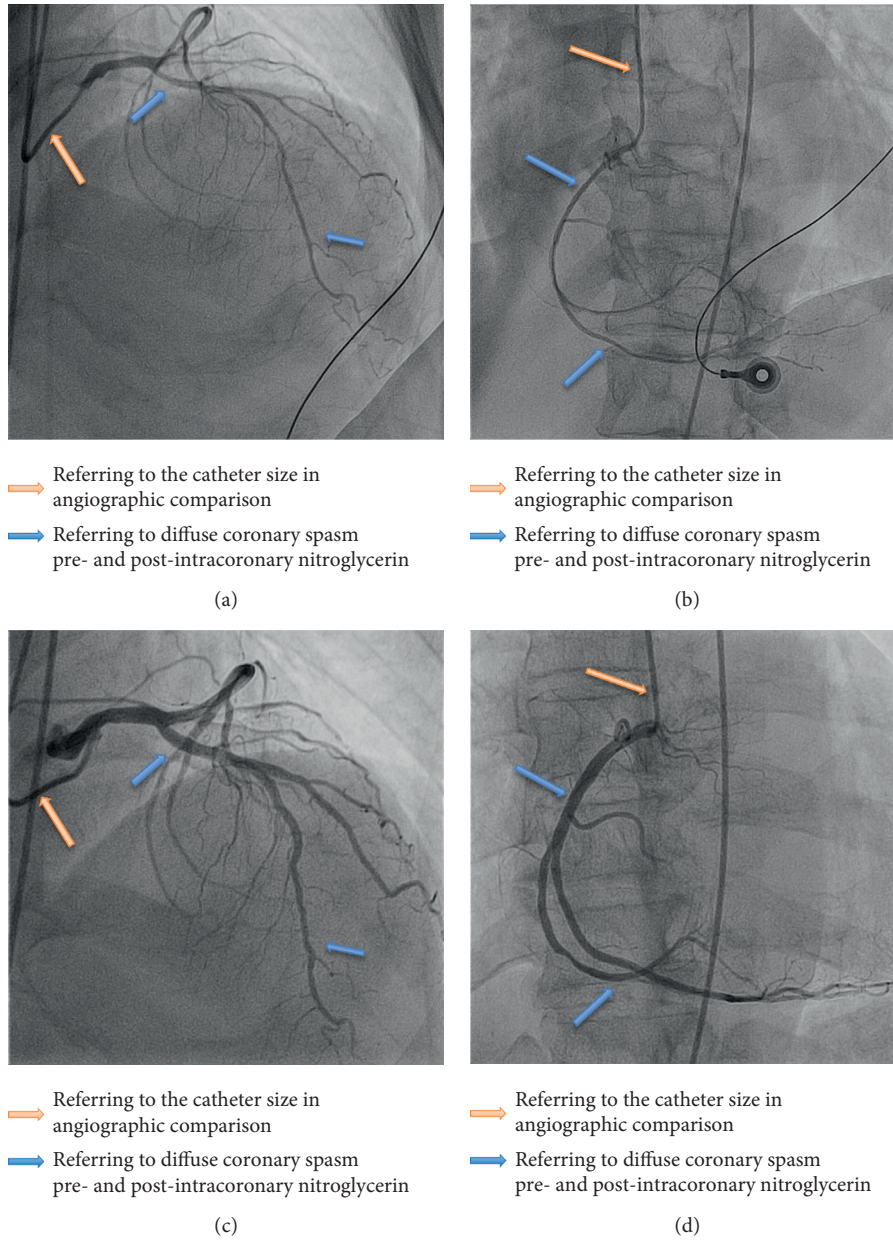 Referring to the catheter size in
angiographic comparison
Referring to diffuse coronary spasm
pre- and post-intracoronary nitroglycerin
(a)
Referring to the catheter size in
angiographic comparison
Referring to diffuse coronary spasm
pre- and post-intracoronary nitroglycerin
(b)
Referring to the catheter size in
angiographic comparison
Referring to diffuse coronary spasm
pre- and post-intracoronary nitroglycerin
(c)
Referring to the catheter size in
angiographic comparison
Referring to diffuse coronary spasm
pre- and post-intracoronary nitroglycerin
(d)